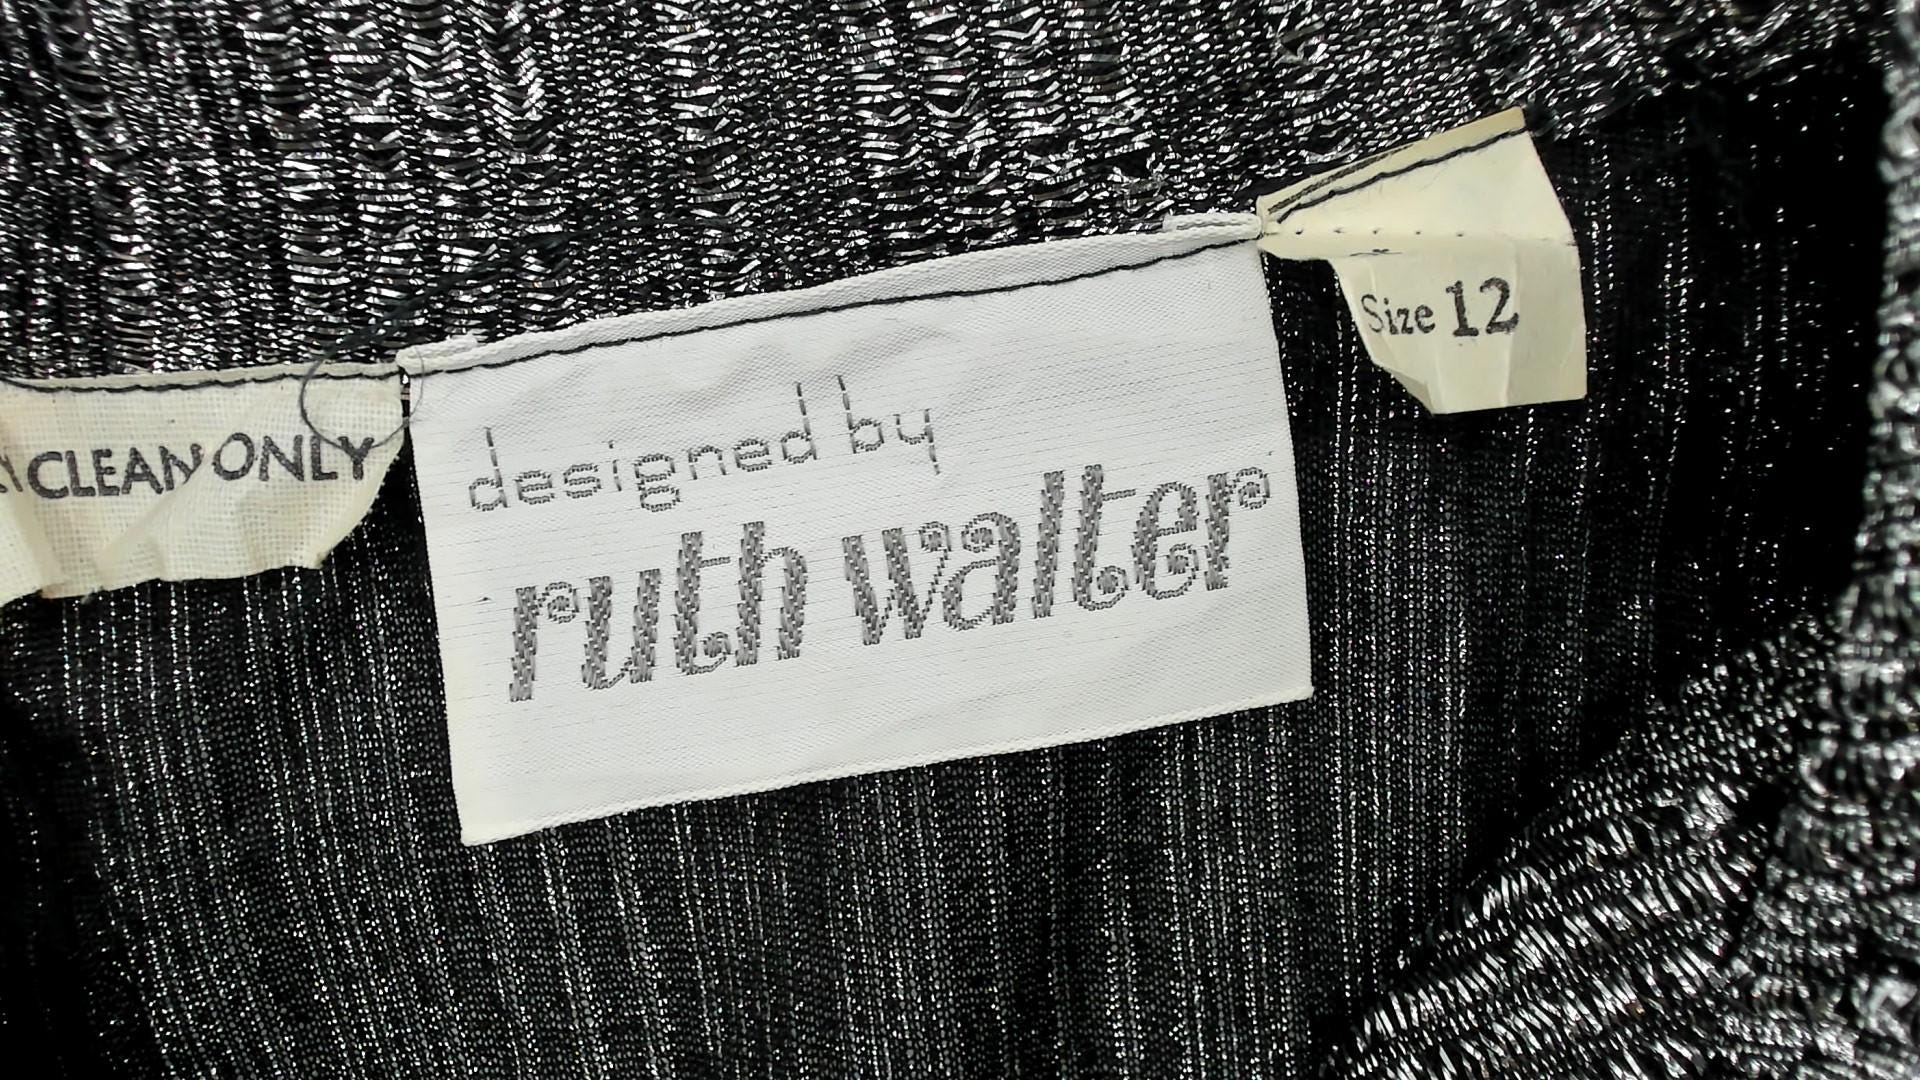 CLEAN ONLY
designed by
ruth walter
Size 12